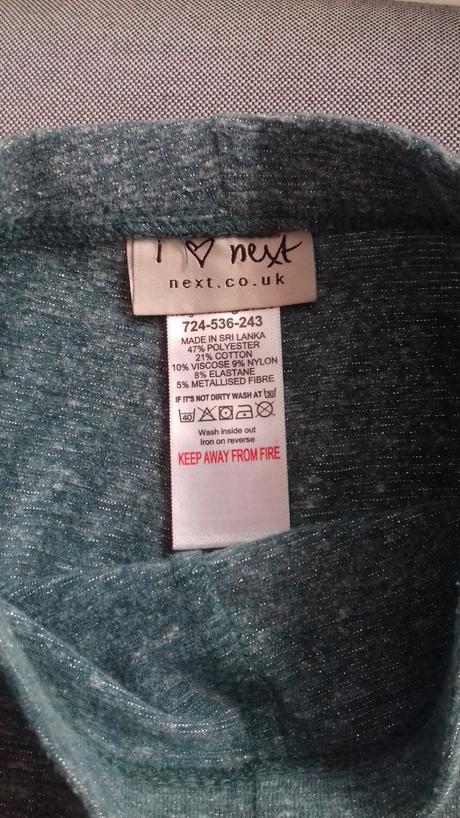 i ♡ next
next.co.uk
724-536-243
MADE IN SRI LANKA
47% POLYESTER
21% COTTON
10% VISCOSE 9% NYLON
8% ELASTANE
5% METALLISED FIBRE
IF IT'S NOT DIRTY WASH AT 30
40
Wash inside out
Iron on reverse
KEEP AWAY FROM FIRE